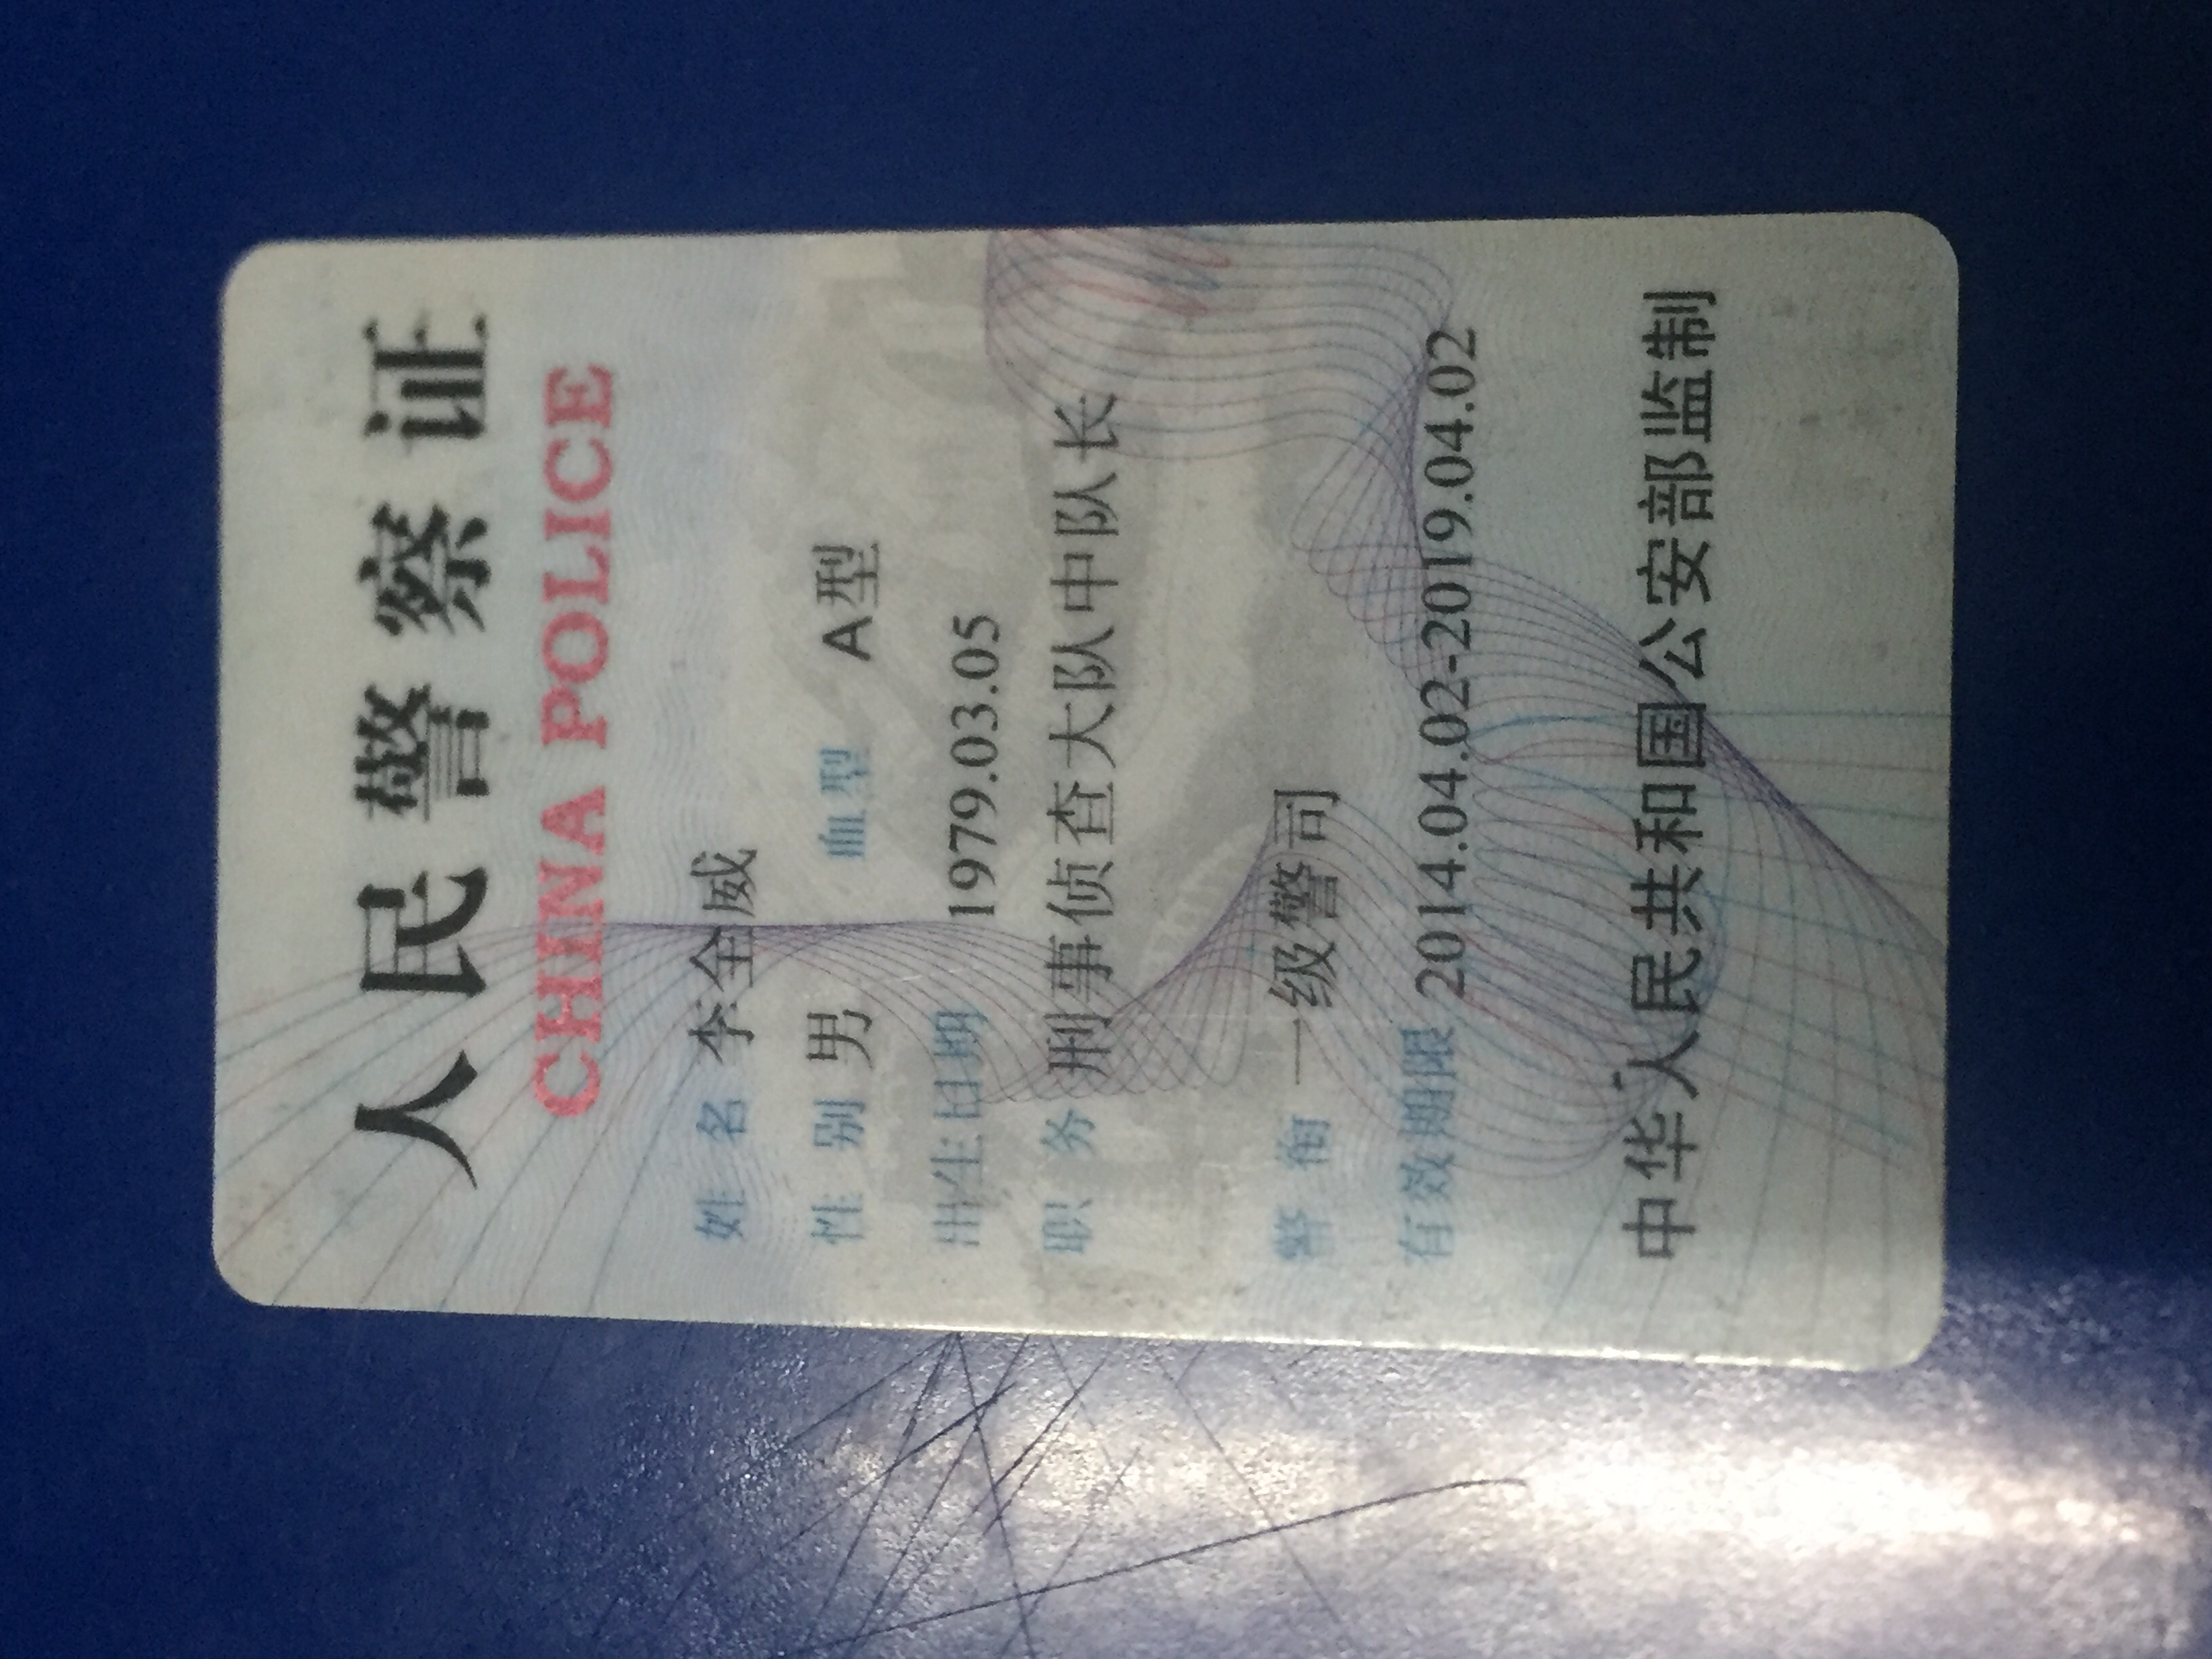 人民警察证
CHINA POLICE
姓 名 李全威
性 别 男 血型 A型
出生日期 1979.03.05
职 务 刑事侦查大队中队长
警 衔 一级警司
有效期限 2014.04.02-2019.04.02
中华人民共和国公安部监制